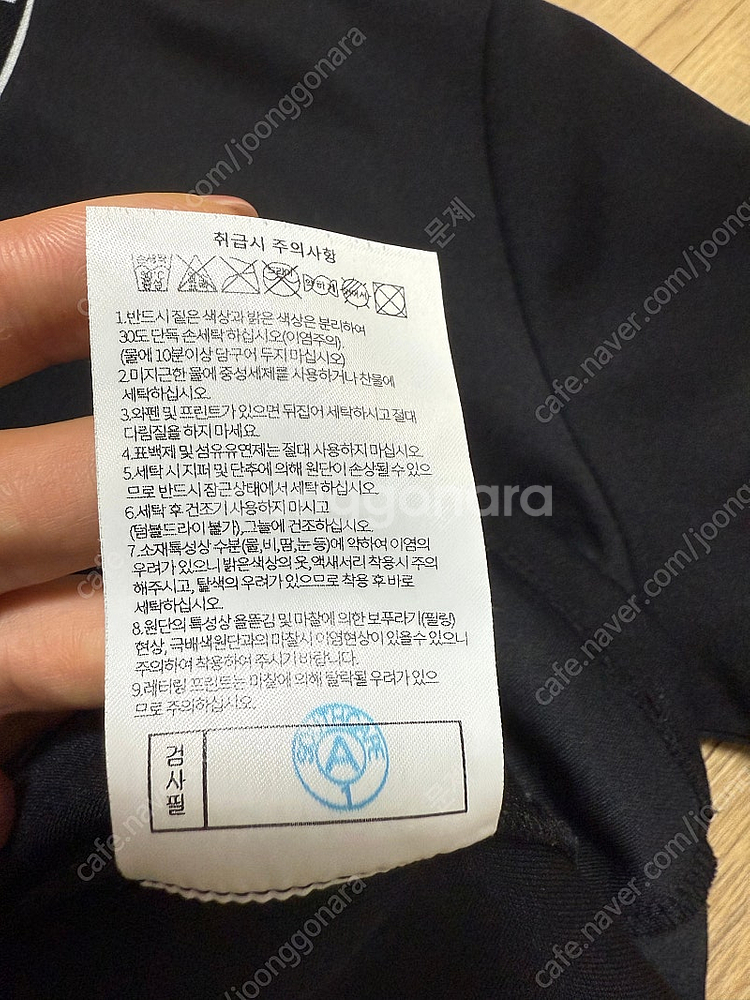 취급시 주의사항
1.반드시 짙은 색상과 밝은 색상은 분리하여
30도 단독 손세탁 하십시오(이염주의).
(물에 10분이상 담구어 두지 마십시오)
2.미지근한 물에 중성세제를 사용하거나 찬물에
세탁하십시오.
3.와펜 및 프린트가 있으면 뒤집어 세탁하시고 절대
다림질을 하지 마세요.
4.표백제 및 섬유유연제는 절대 사용하지 마십시오.
5.세탁 시 지퍼 및 단추에 의해 원단이 손상될 수 있으
므로 반드시 잠근상태에서 세탁 하십시오.
6.세탁 후 건조기 사용하지 마시고
(텀블드라이 불가),그늘에 건조하십시오.
7.소재특성상 수분(물,비,땀,눈 등)에 약하여 이염의
우려가 있으니 밝은색상의 옷,액새서리 착용시 주의
해주시고, 탈색의 우려가 있으므로 착용 후 바로
세탁하십시오.
8.원단의 특성상 올뜯김 및 마찰에 의한 보푸라기(필링)
현상, 극배색원단과의 마찰시 이염현상이 있을수 있으니
주의하여 착용하여 주시기 바랍니다.
9.레터링 프린트는 마찰에 의해 탈락될 우려가 있으
므로 주의하십시오.
검사필
A
1
문제
cafe.naver.com/joonggonara